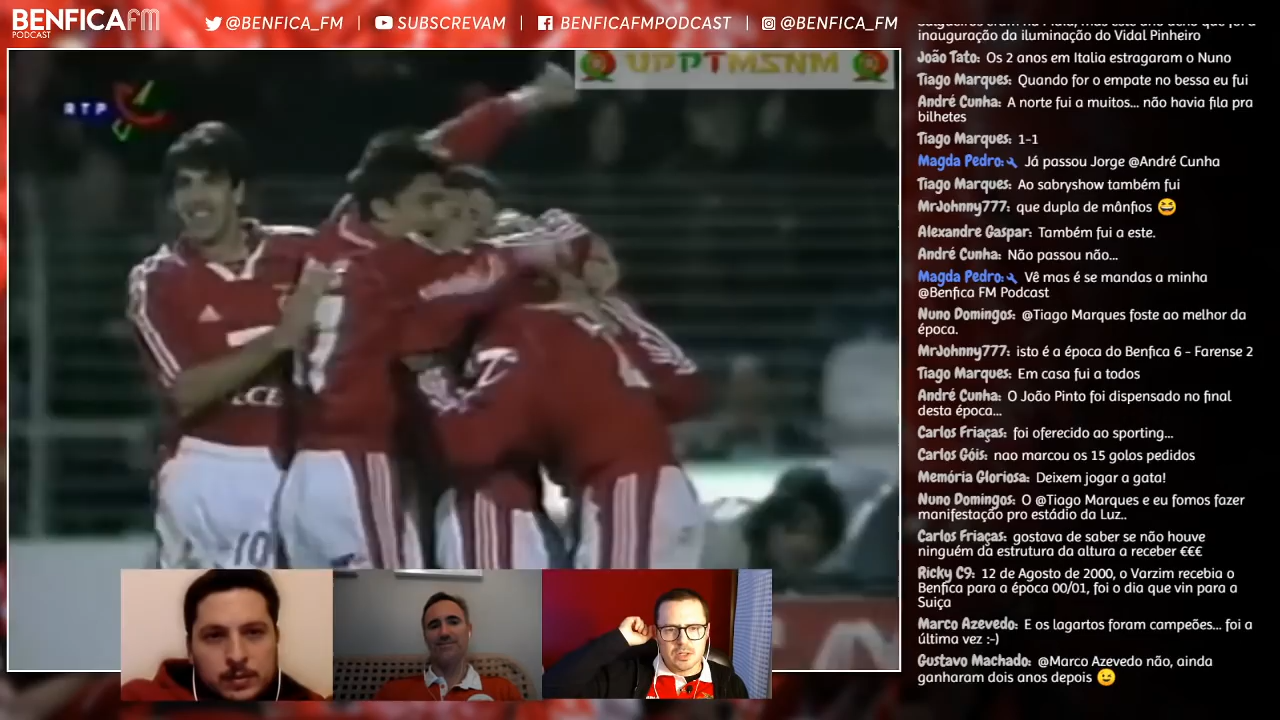 BENFICAFM
PODCAST
@BENFICA_FM | SUBSCREVAM | BENFICAFMPODCAST | @BENFICA_FM
RTP
UPPTMSNM
10
inauguração da iluminação do Vidal Pinheiro
João Tato: Os 2 anos em Italia estragaram o Nuno
Tiago Marques: Quando for o empate no bessa eu fui
André Cunha: A norte fui a muitos... não havia fila pra
bilhetes
Tiago Marques: 1-1
Magda Pedro: Já passou Jorge @André Cunha
Tiago Marques: Ao sabryshow também fui
MrJohnny777: que dupla de mânfios 😆
Alexandre Gaspar: Também fui a este.
André Cunha: Não passou não...
Magda Pedro: Vê mas é se mandas a minha
@Benfica FM Podcast
Nuno Domingos: @Tiago Marques foste ao melhor da
época.
MrJohnny777: isto é a época do Benfica 6 - Farense 2
Tiago Marques: Em casa fui a todos
André Cunha: O João Pinto foi dispensado no final
desta época...
Carlos Friaças: foi oferecido ao sporting...
Carlos Góis: nao marcou os 15 golos pedidos
Memória Gloriosa: Deixem jogar a gata!
Nuno Domingos: O @Tiago Marques e eu fomos fazer
manifestação pro estádio da Luz..
Carlos Friaças: gostava de saber se não houve
ninguém da estrutura da altura a receber €€€
Ricky C9: 12 de Agosto de 2000, o Varzim recebia o
Benfica para a época 00/01, foi o dia que vin para a
Suiça
Marco Azevedo: E os lagartos foram campeões... foi a
última vez :-)
Gustavo Machado: @Marco Azevedo não, ainda
ganharam dois anos depois 😉